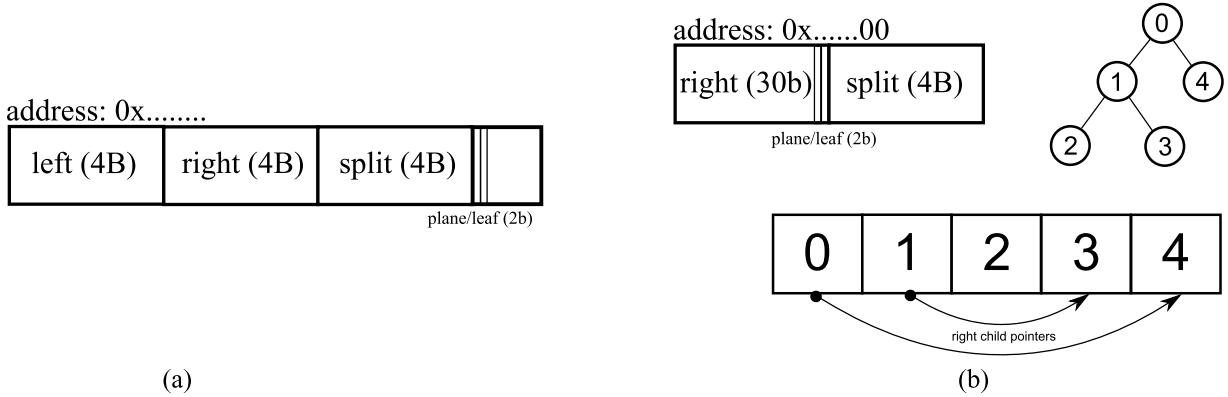 address: 0x........
left (4B) right (4B) split (4B)
plane/leaf (2b)
(a)
address: 0x......00
right (30b) split (4B)
plane/leaf (2b)
0
1 4
2 3
0 1 2 3 4
right child pointers
(b)